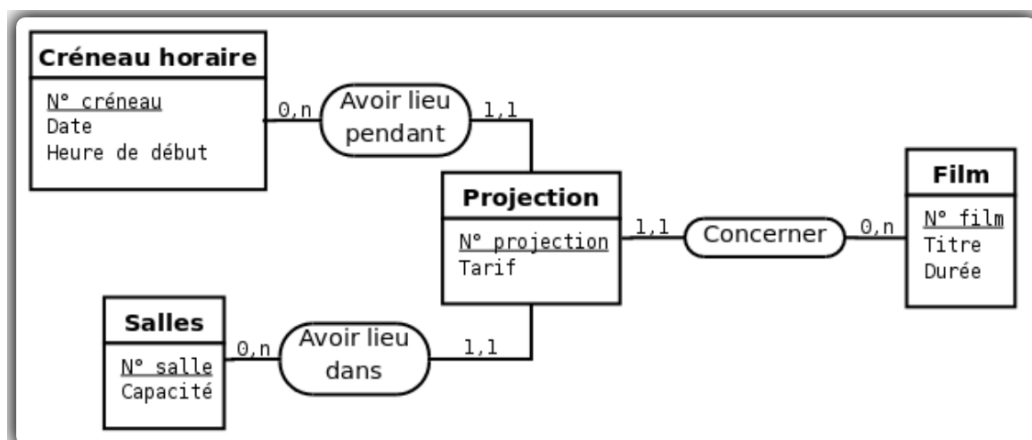 Créneau horaire
N° créneau
Date
Heure de début
0,n
Avoir lieu
pendant
1,1
Projection
N° projection
Tarif
1,1
Concerner
0,n
Film
N° film
Titre
Durée
Salles
N° salle
Capacité
0,n
Avoir lieu
dans
1,1